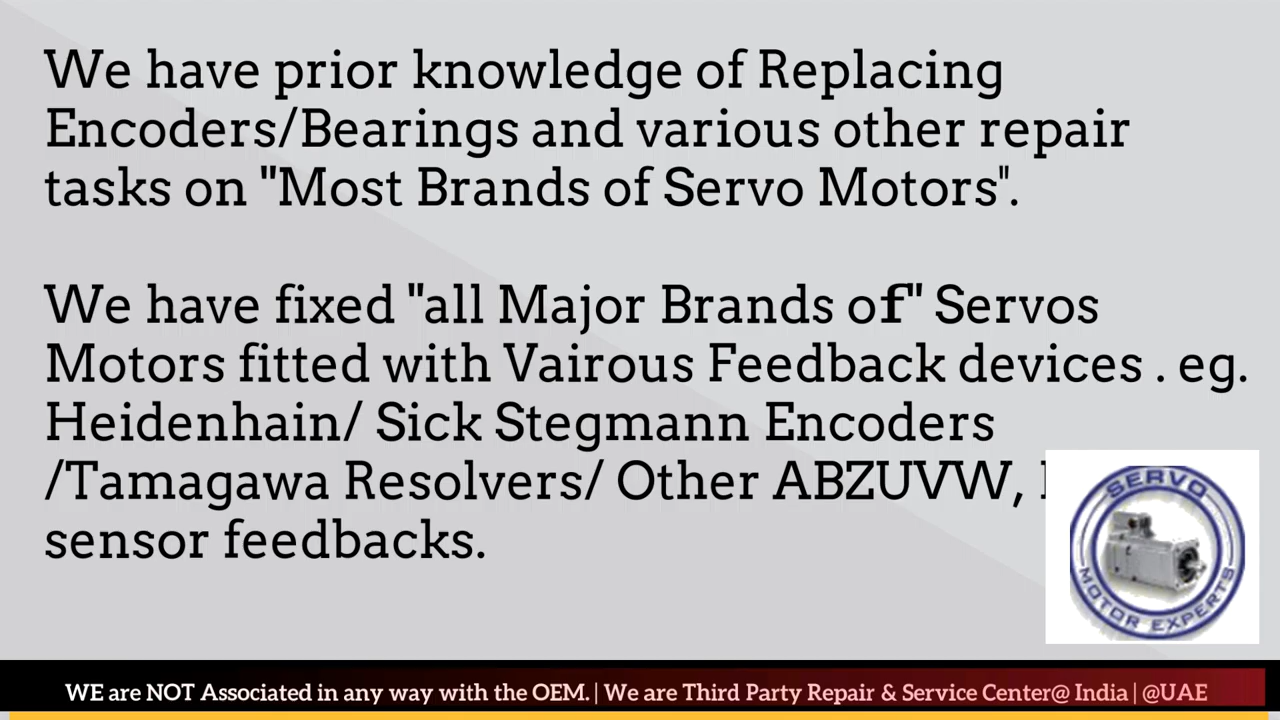 We have prior knowledge of Replacing
Encoders/Bearings and various other repair
tasks on "Most Brands of Servo Motors".
We have fixed "all Major Brands of" Servos
Motors fitted with Vairous Feedback devices . eg.
Heidenhain/ Sick Stegmann Encoders
/Tamagawa Resolvers/ Other ABZUVW,
sensor feedbacks.
SERVO
MOTOR EXPERTS
WE are NOT Associated in any way with the OEM. | We are Third Party Repair & Service Center@ India | @UAE